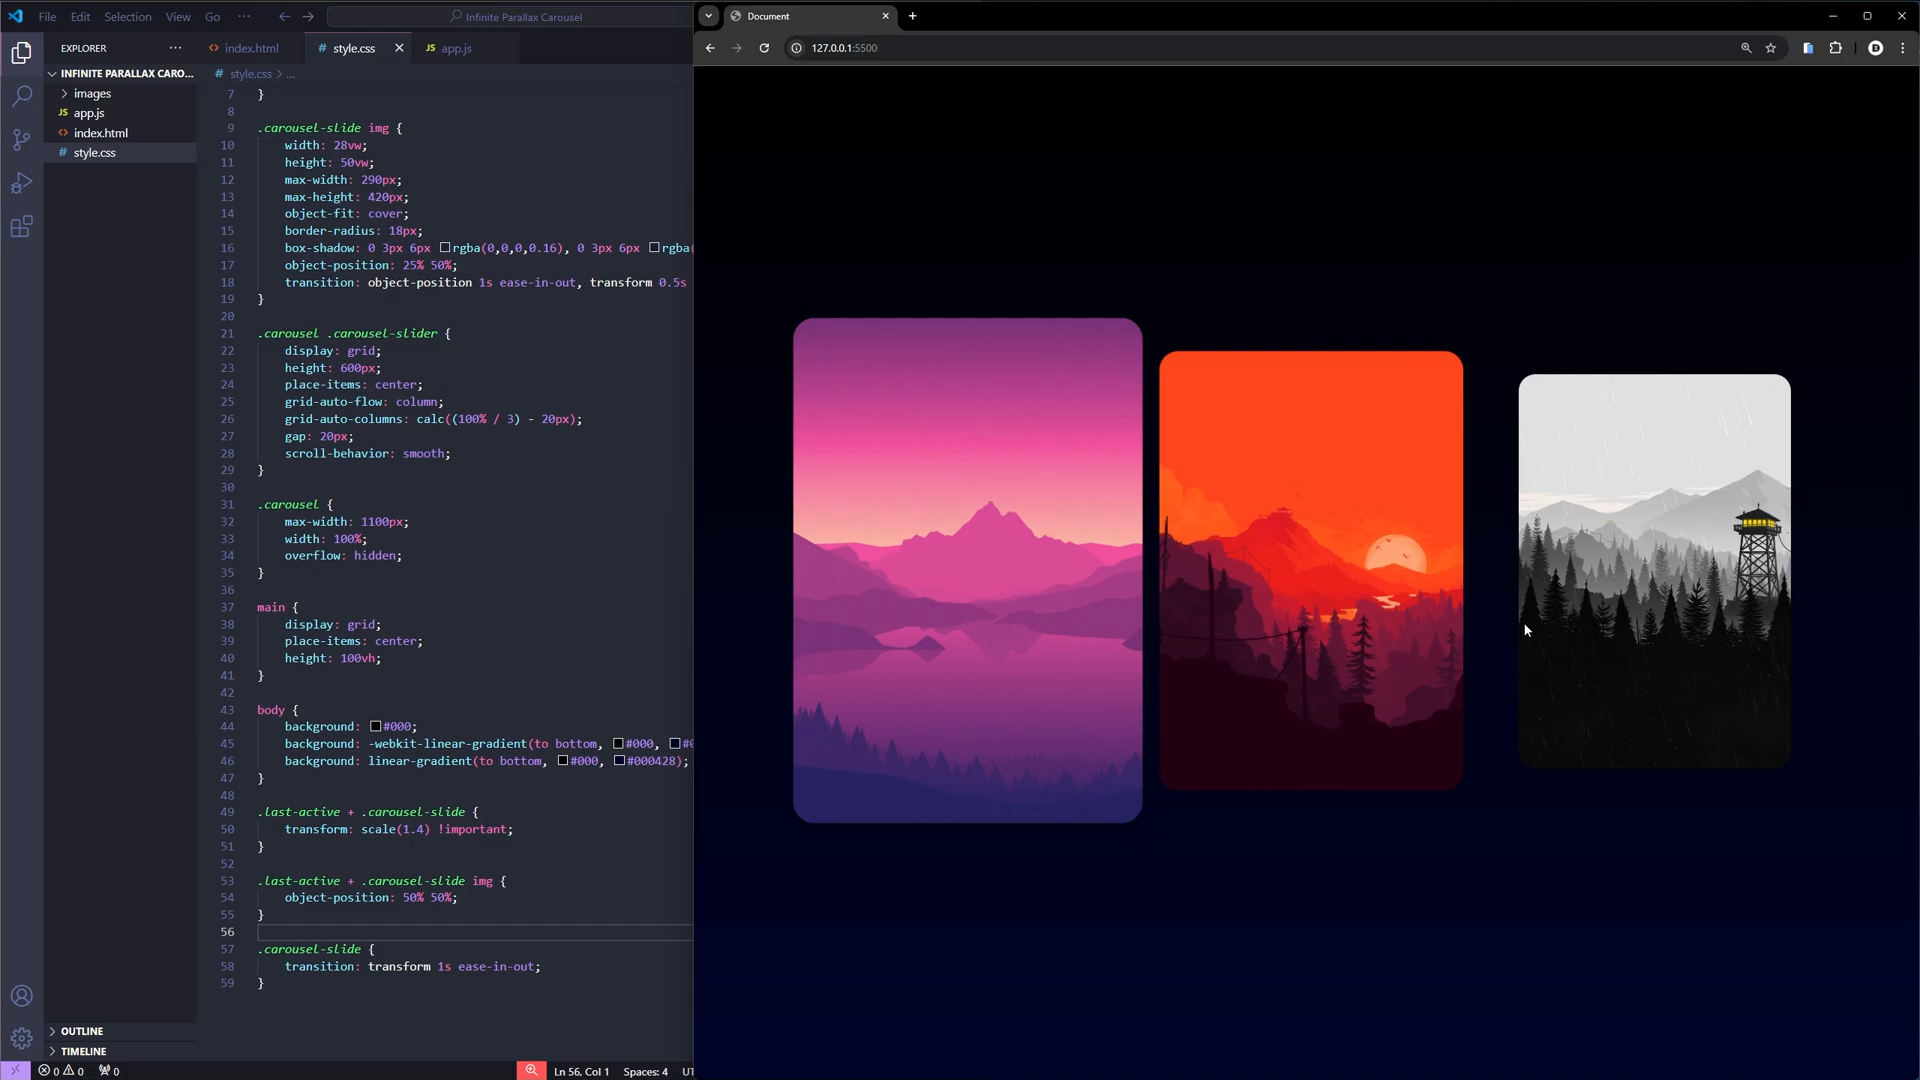 File Edit Selection View Go ··· Infinite Parallax Carousel
Document
127.0.0.1:5500
EXPLORER
INFINITE PARALLAX CARO...
images
JS app.js
<> index.html
# style.css
<> index.html
# style.css
JS app.js
# style.css > ...
7 }
8
9 .carousel-slide img {
10 width: 28vw;
11 height: 50vw;
12 max-width: 290px;
13 max-height: 420px;
14 object-fit: cover;
15 border-radius: 18px;
16 box-shadow: 0 3px 6px rgba(0,0,0,0.16), 0 3px 6px rgba(
17 object-position: 25% 50%;
18 transition: object-position 1s ease-in-out, transform 0.5s
19 }
20
21 .carousel .carousel-slider {
22 display: grid;
23 height: 600px;
24 place-items: center;
25 grid-auto-flow: column;
26 grid-auto-columns: calc((100% / 3) - 20px);
27 gap: 20px;
28 scroll-behavior: smooth;
29 }
30
31 .carousel {
32 max-width: 1100px;
33 width: 100%;
34 overflow: hidden;
35 }
36
37 main {
38 display: grid;
39 place-items: center;
40 height: 100vh;
41 }
42
43 body {
44 background: #000;
45 background: -webkit-linear-gradient(to bottom, #000, #0
46 background: linear-gradient(to bottom, #000, #000428);
47 }
48
49 .last-active + .carousel-slide {
50 transform: scale(1.4) !important;
51 }
52
53 .last-active + .carousel-slide img {
54 object-position: 50% 50%;
55 }
56
57 .carousel-slide {
58 transition: transform 1s ease-in-out;
59 }
OUTLINE
TIMELINE
0 0 0
Ln 56, Col 1 Spaces: 4 UT